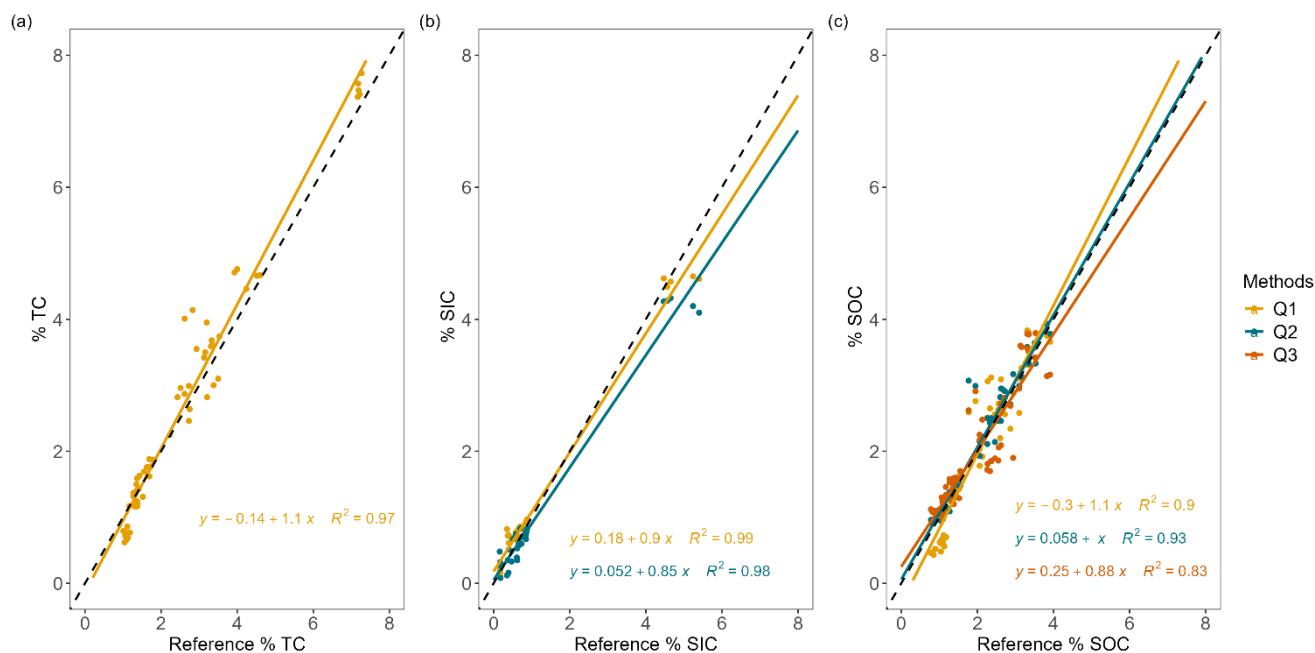 (a)
8
6
4
2
0
% TC
y = −0.14 + 1.1 x R² = 0.97
0 2 4 6 8
Reference % TC
(b)
8
6
4
2
0
% SIC
y = 0.18 + 0.9 x R² = 0.99
y = 0.052 + 0.85 x R² = 0.98
0 2 4 6 8
Reference % SIC
(c)
8
6
4
2
0
% SOC
y = −0.3 + 1.1 x R² = 0.9
y = 0.058 + x R² = 0.93
y = 0.25 + 0.88 x R² = 0.83
0 2 4 6 8
Reference % SOC
Methods
Q1
Q2
Q3